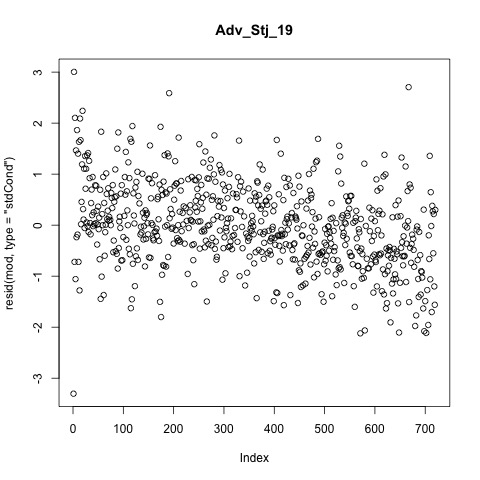 Adv_Stj_19
resid(mod, type = "stdCond")
3
2
1
0
-1
-2
-3
0 100 200 300 400 500 600 700
Index